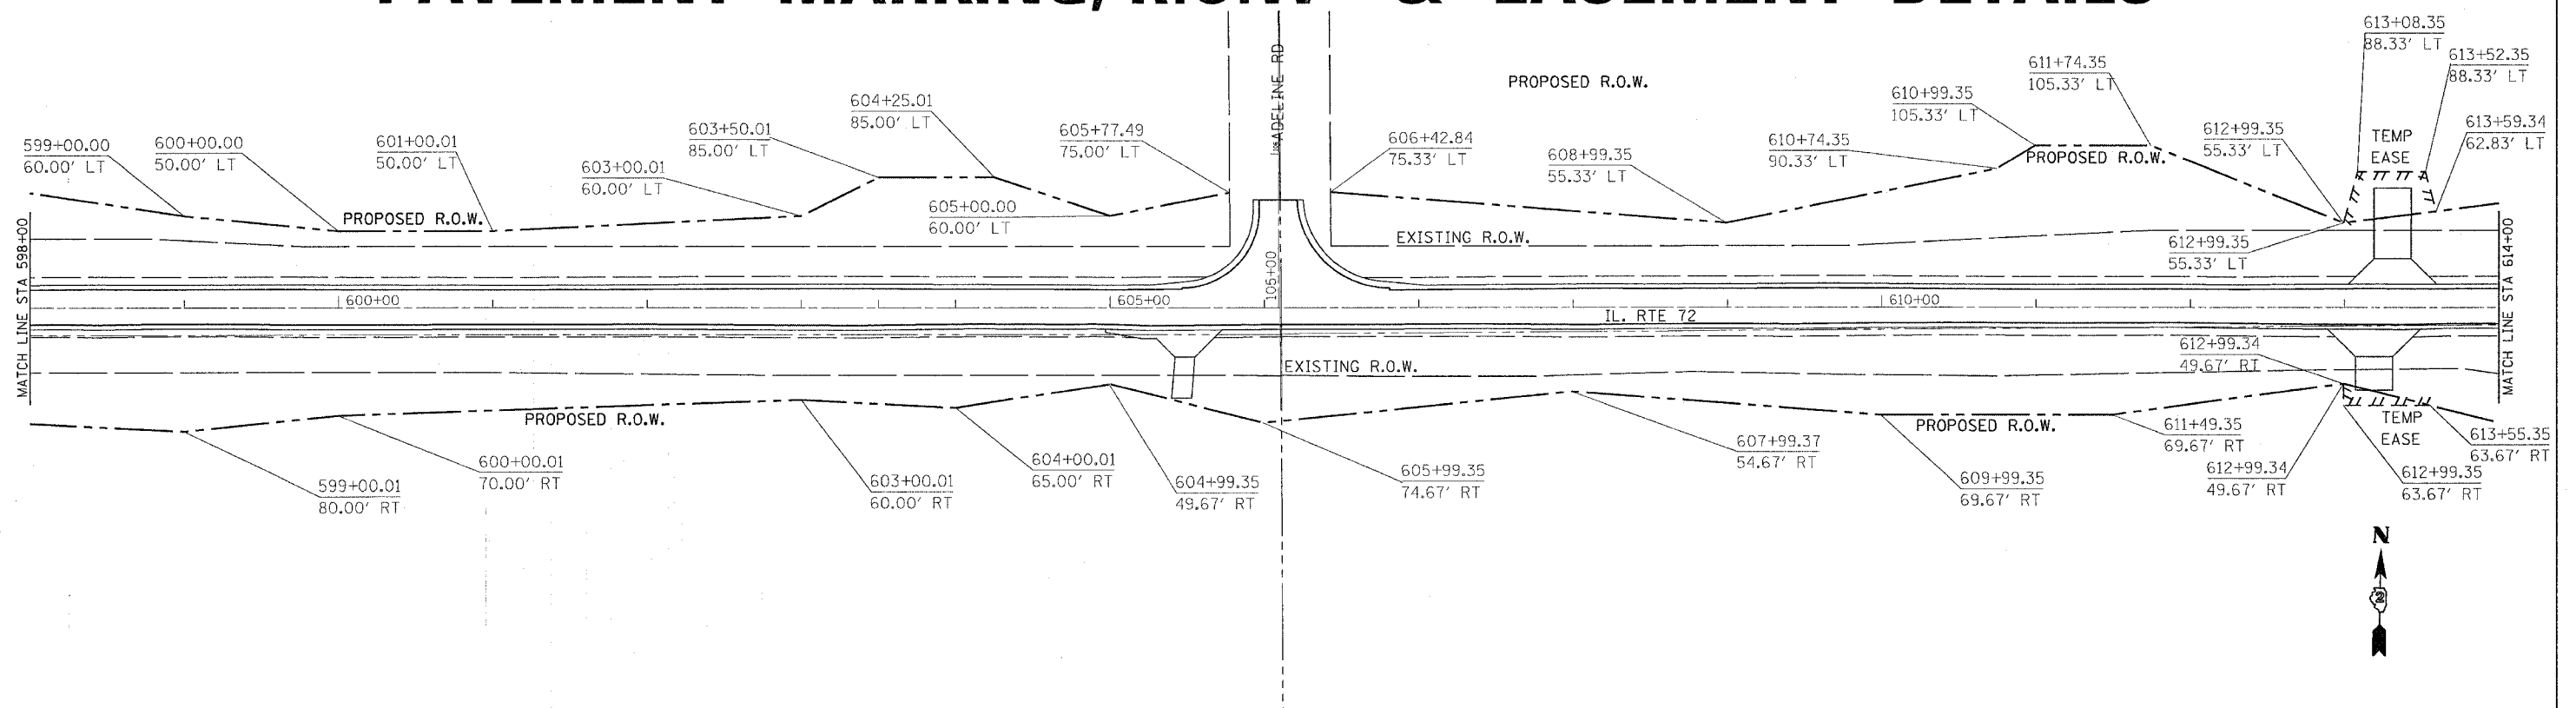 PAVEMENT MARKING, R.O.W. & EASEMENT DETAILS
599+00.00
60.00' LT
600+00.00
50.00' LT
601+00.01
50.00' LT
603+00.01
60.00' LT
603+50.01
85.00' LT
604+25.01
85.00' LT
605+00.00
60.00' LT
605+77.49
75.00' LT
ADELINE RD
606+42.84
75.33' LT
608+99.35
55.33' LT
PROPOSED R.O.W.
610+74.35
90.33' LT
610+99.35
105.33' LT
611+74.35
105.33' LT
PROPOSED R.O.W.
612+99.35
55.33' LT
613+08.35
88.33' LT
613+52.35
88.33' LT
613+59.34
62.83' LT
TEMP
EASE
PROPOSED R.O.W.
EXISTING R.O.W.
612+99.35
55.33' LT
MATCH LINE STA 598+00
600+00
605+00
105+00
610+00
IL. RTE 72
MATCH LINE STA 614+00
EXISTING R.O.W.
612+99.34
49.67' RT
PROPOSED R.O.W.
PROPOSED R.O.W.
TEMP
EASE
599+00.01
80.00' RT
600+00.01
70.00' RT
603+00.01
60.00' RT
604+00.01
65.00' RT
604+99.35
49.67' RT
605+99.35
74.67' RT
607+99.37
54.67' RT
609+99.35
69.67' RT
611+49.35
69.67' RT
612+99.34
49.67' RT
612+99.35
63.67' RT
613+55.35
63.67' RT
N